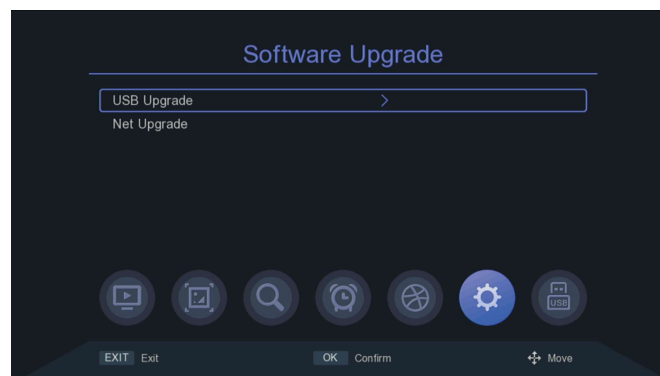 Software Upgrade
USB Upgrade >
Net Upgrade
USB
EXIT Exit OK Confirm Move